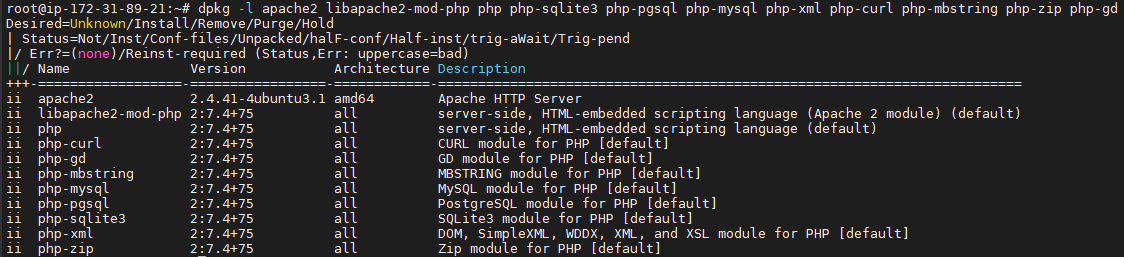 root@ip-172-31-89-21:~# dpkg -l apache2 libapache2-mod-php php php-sqlite3 php-pgsql php-mysql php-xml php-curl php-mbstring php-zip php-gd
Desired=Unknown/Install/Remove/Purge/Hold
| Status=Not/Inst/Conf-files/Unpacked/halF-conf/Half-inst/trig-aWait/Trig-pend
|/ Err?=(none)/Reinst-required (Status,Err: uppercase=bad)
||/ Name               Version           Architecture Description
+++-==================-=================-============-=========================================================================
ii  apache2            2.4.41-4ubuntu3.1 amd64        Apache HTTP Server
ii  libapache2-mod-php 2:7.4+75          all          server-side, HTML-embedded scripting language (Apache 2 module) (default)
ii  php                2:7.4+75          all          server-side, HTML-embedded scripting language (default)
ii  php-curl           2:7.4+75          all          CURL module for PHP [default]
ii  php-gd             2:7.4+75          all          GD module for PHP [default]
ii  php-mbstring       2:7.4+75          all          MBSTRING module for PHP [default]
ii  php-mysql          2:7.4+75          all          MySQL module for PHP [default]
ii  php-pgsql          2:7.4+75          all          PostgreSQL module for PHP [default]
ii  php-sqlite3        2:7.4+75          all          SQLite3 module for PHP [default]
ii  php-xml            2:7.4+75          all          DOM, SimpleXML, WDDX, XML, and XSL module for PHP [default]
ii  php-zip            2:7.4+75          all          Zip module for PHP [default]